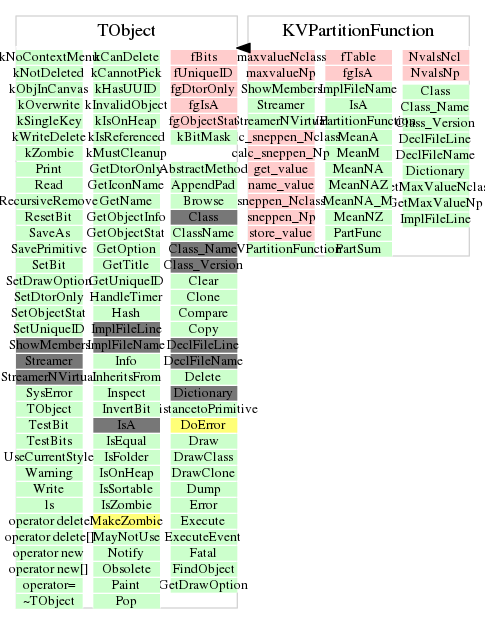 TObject
kNoContextMenu kCanDelete fBits
kNotDeleted kCannotPick fUniqueID
kObjInCanvas kHasUUID fgDtorOnly
kOverwrite kInvalidObject fgIsA
kSingleKey kIsOnHeap fgObjectStat
kWriteDelete kIsReferenced kBitMask
kZombie kMustCleanup
Print GetDtorOnly AbstractMethod
Read GetIconName AppendPad
RecursiveRemove GetName Browse
ResetBit GetObjectInfo Class
SaveAs GetObjectStat ClassName
SavePrimitive GetOption Class_Name
SetBit GetTitle Class_Version
SetDrawOption GetUniqueID Clear
SetDtorOnly HandleTimer Clone
SetObjectStat Hash Compare
SetUniqueID ImplFileLine Copy
ShowMembers ImplFileName DeclFileLine
Streamer Info DeclFileName
StreamerNVirtual InheritsFrom Delete
SysError Inspect Dictionary
TObject InvertBit istancetoPrimitive
TestBit IsA DoError
TestBits IsEqual Draw
UseCurrentStyle IsFolder DrawClass
Warning IsOnHeap DrawClone
Write IsSortable Dump
ls IsZombie Error
operator delete MakeZombie Execute
operator delete[] MayNotUse ExecuteEvent
operator new Notify Fatal
operator new[] Obsolete FindObject
operator= Paint GetDrawOption
~TObject Pop
KVPartitionFunction
maxvalueNclass fTable NvalsNcl
maxvalueNp fgIsA NvalsNp
ShowMembers ImplFileName Class
Streamer IsA Class_Name
StreamerNVirtual PartitionFunction Class_Version
c_sneppen_Nclass MeanA DeclFileLine
calc_sneppen_Np MeanM DeclFileName
get_value MeanNA Dictionary
name_value MeanNAZ etMaxValueNclas
sneppen_Nclass MeanNA_M GetMaxValueNp
sneppen_Np MeanNZ ImplFileLine
store_value PartFunc
VPartitionFunction PartSum